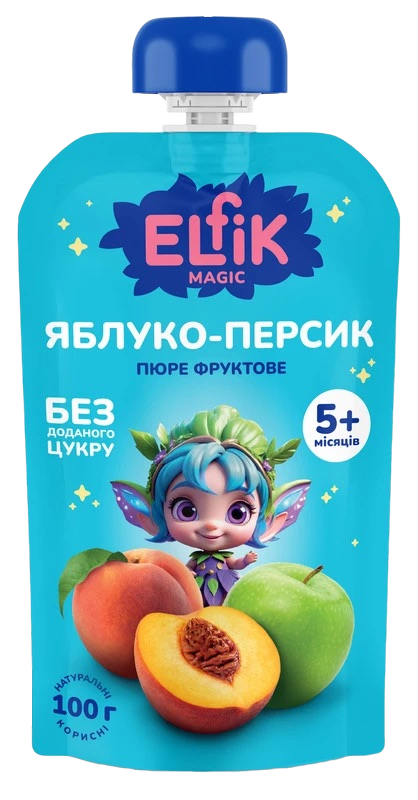 ELfiK
MAGIC
ЯБЛУКО-ПЕРСИК
ПЮРЕ ФРУКТОВЕ
БЕЗ
ДОДАНОГО
ЦУКРУ
5+
місяців
НАТУРАЛЬНІ
100 г
КОРИСНІ